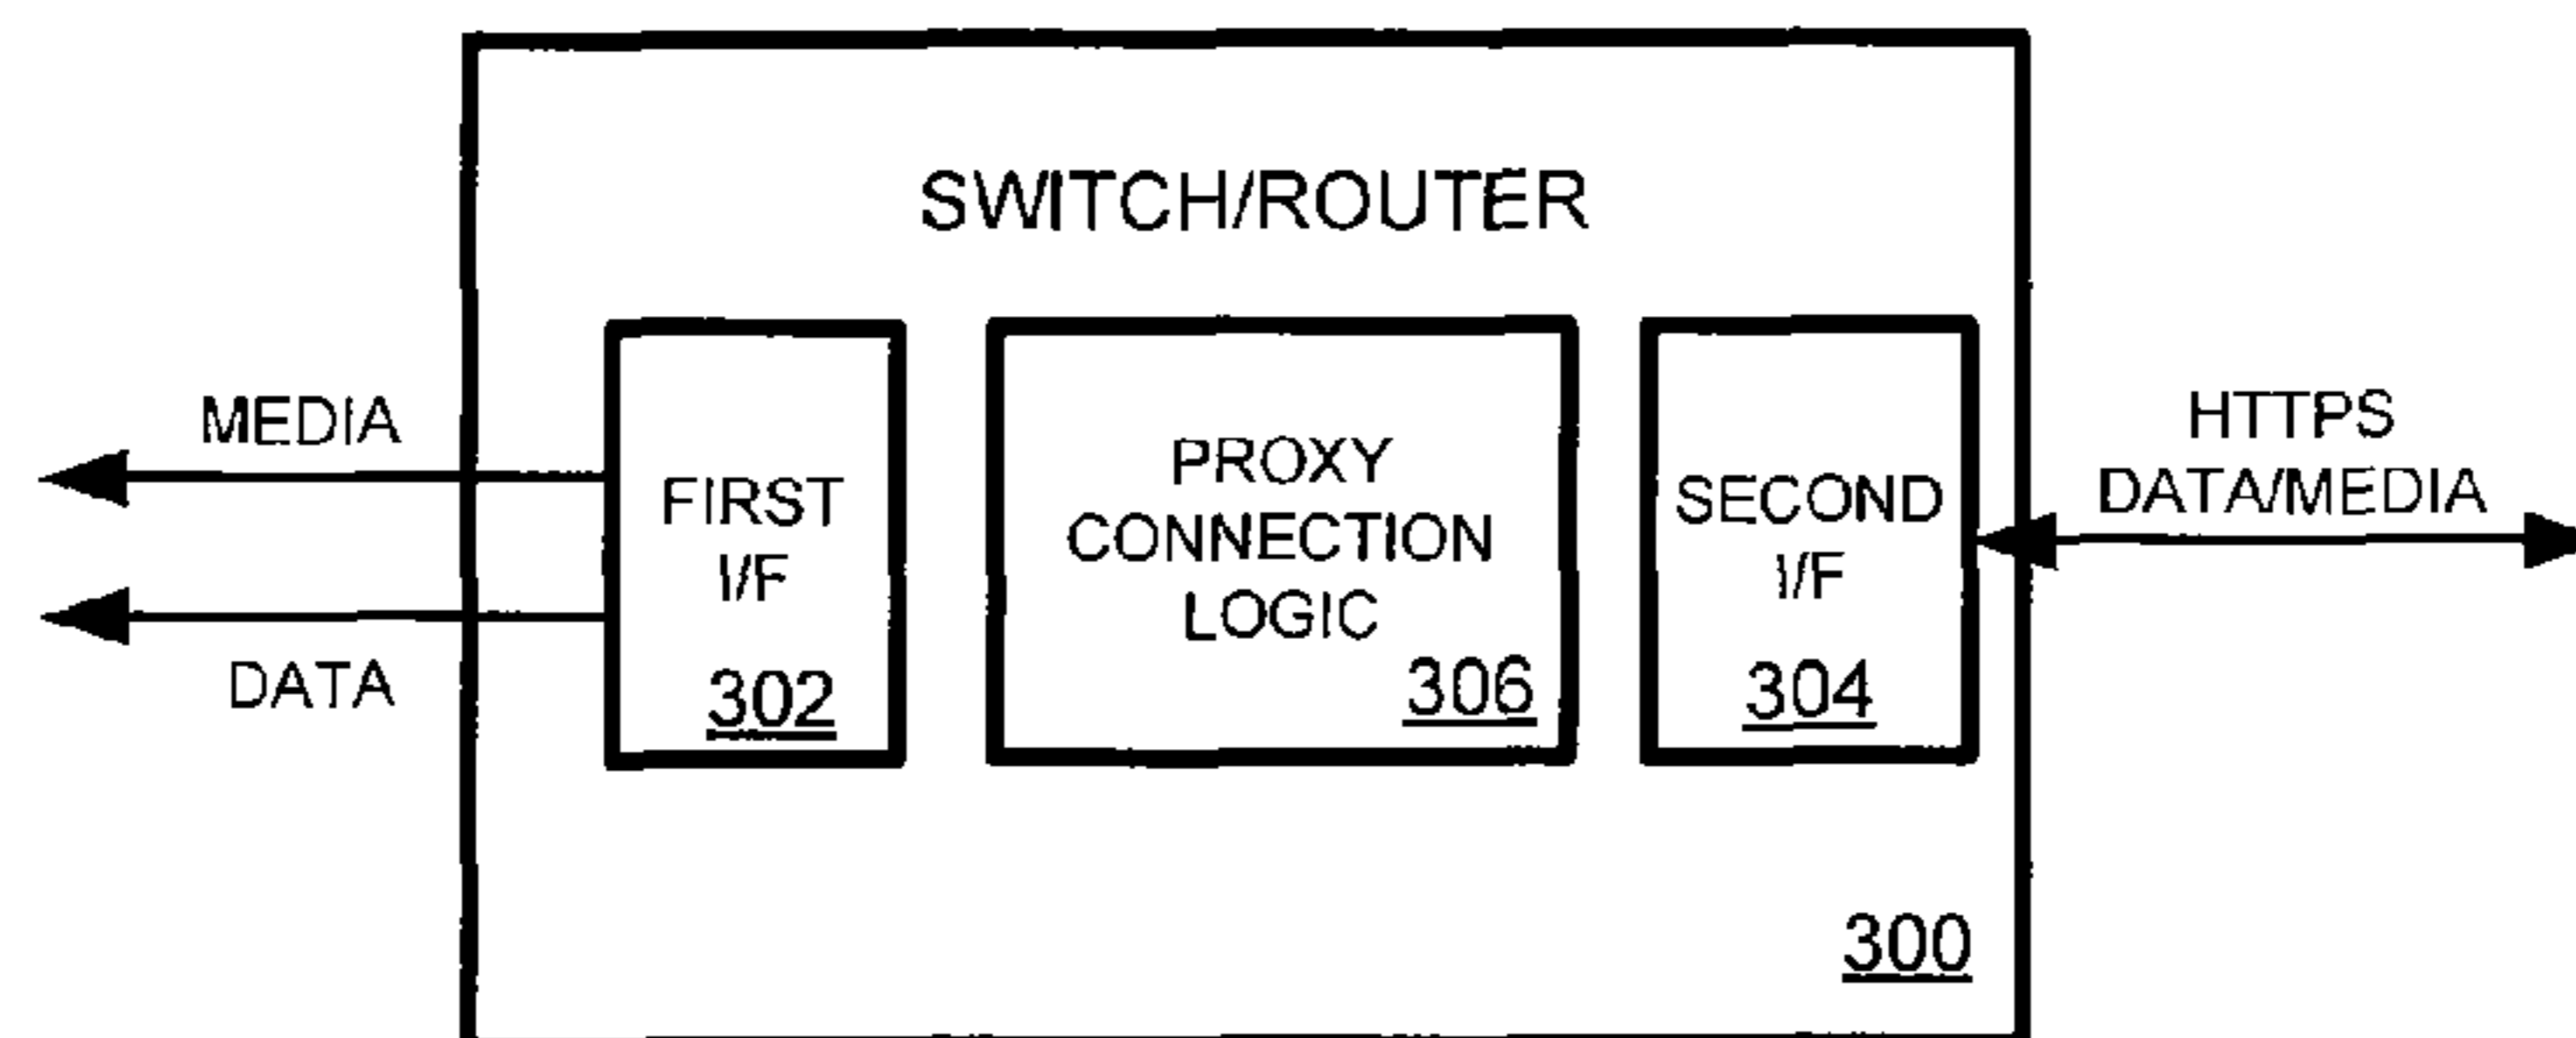 SWITCH/ROUTER
MEDIA
DATA
FIRST
I/F
302
PROXY
CONNECTION
LOGIC
306
SECOND
I/F
304
HTTPS
DATA/MEDIA
300